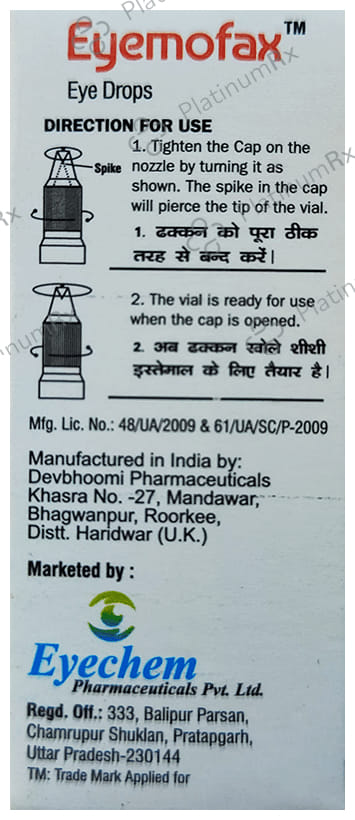 Eyemofax™
Eye Drops
DIRECTION FOR USE
1. Tighten the Cap on the
Spike
nozzle by turning it as
shown. The spike in the cap
will pierce the tip of the vial.
1. ढक्कन को पूरा ठीक
तरह से बन्द करें।
2. The vial is ready for use
when the cap is opened.
2. अब ढक्कन खोले शीशी
इस्तेमाल के लिए तैयार है।
Mfg. Lic. No.: 48/UA/2009 & 61/UA/SC/P-2009
Manufactured in India by:
Devbhoomi Pharmaceuticals
Khasra No. -27, Mandawar,
Bhagwanpur, Roorkee,
Distt. Haridwar (U.K.)
Marketed by :
Eyechem
Pharmaceuticals Pvt. Ltd.
Regd. Off.: 333, Balipur Parsan,
Chamrupur Shuklan, Pratapgarh,
Uttar Pradesh-230144
TM: Trade Mark Applied for
PlatinumRx
PlatinumRx